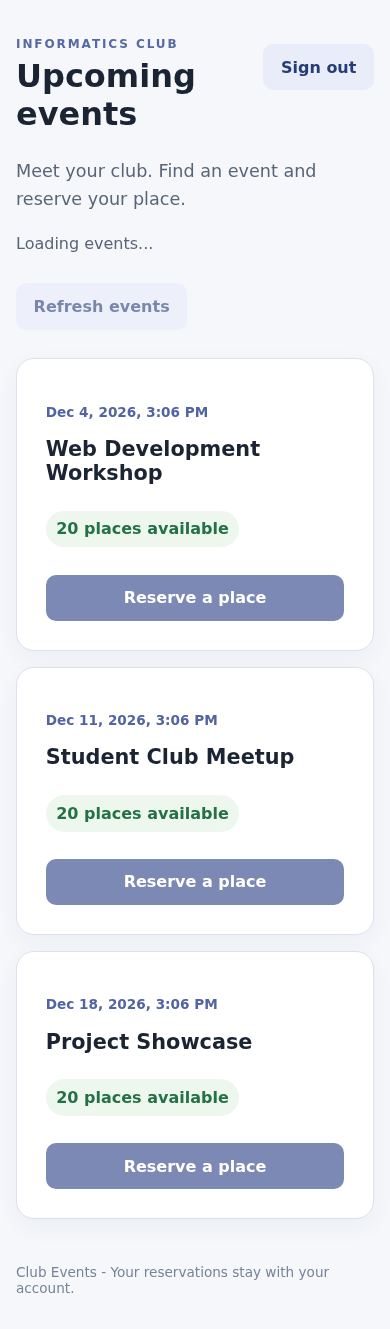 INFORMATICS CLUB
Upcoming
events
Sign out
Meet your club. Find an event and
reserve your place.
Loading events...
Refresh events
Dec 4, 2026, 3:06 PM
Web Development
Workshop
20 places available
Reserve a place
Dec 11, 2026, 3:06 PM
Student Club Meetup
20 places available
Reserve a place
Dec 18, 2026, 3:06 PM
Project Showcase
20 places available
Reserve a place
Club Events - Your reservations stay with your
account.